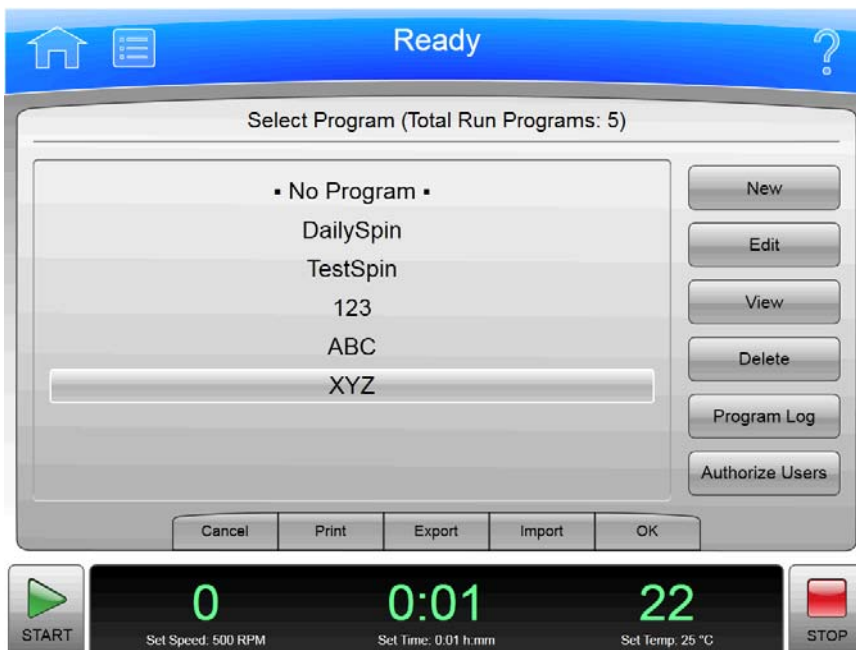 Ready
?
Select Program (Total Run Programs: 5)
▪ No Program ▪
DailySpin
TestSpin
123
ABC
XYZ
New
Edit
View
Delete
Program Log
Authorize Users
Cancel Print Export Import OK
START
0 0:01 22
Set Speed: 500 RPM Set Time: 0:01 h:mm Set Temp: 25 °C
STOP